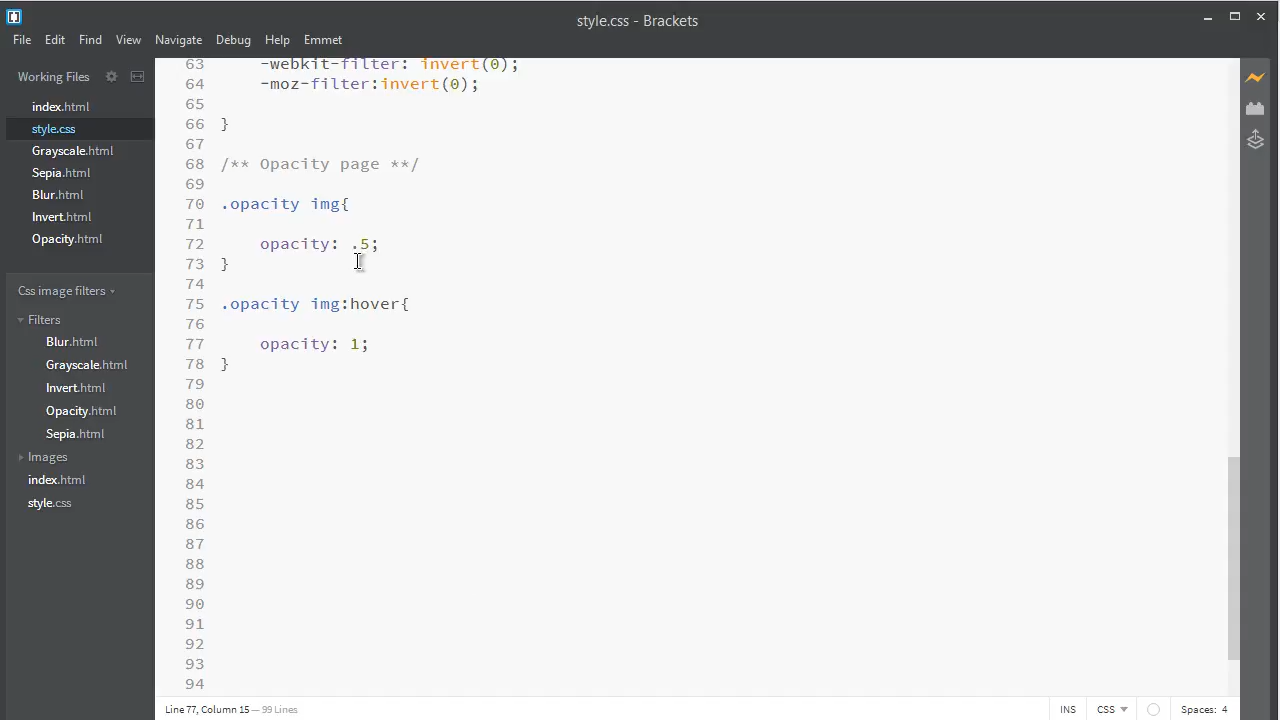 style.css - Brackets
File Edit Find View Navigate Debug Help Emmet
Working Files
index.html
style.css
Grayscale.html
Sepia.html
Blur.html
Invert.html
Opacity.html
Css image filters
Filters
Blur.html
Grayscale.html
Invert.html
Opacity.html
Sepia.html
Images
index.html
style.css
63 -webkit-filter: invert(0);
64 -moz-filter:invert(0);
65
66 }
67
68 /** Opacity page **/
69
70 .opacity img{
71
72 opacity: .5;
73 }
74
75 .opacity img:hover{
76
77 opacity: 1;
78 }
79
80
81
82
83
84
85
86
87
88
89
90
91
92
93
94
Line 77, Column 15 — 99 Lines
INS CSS Spaces: 4